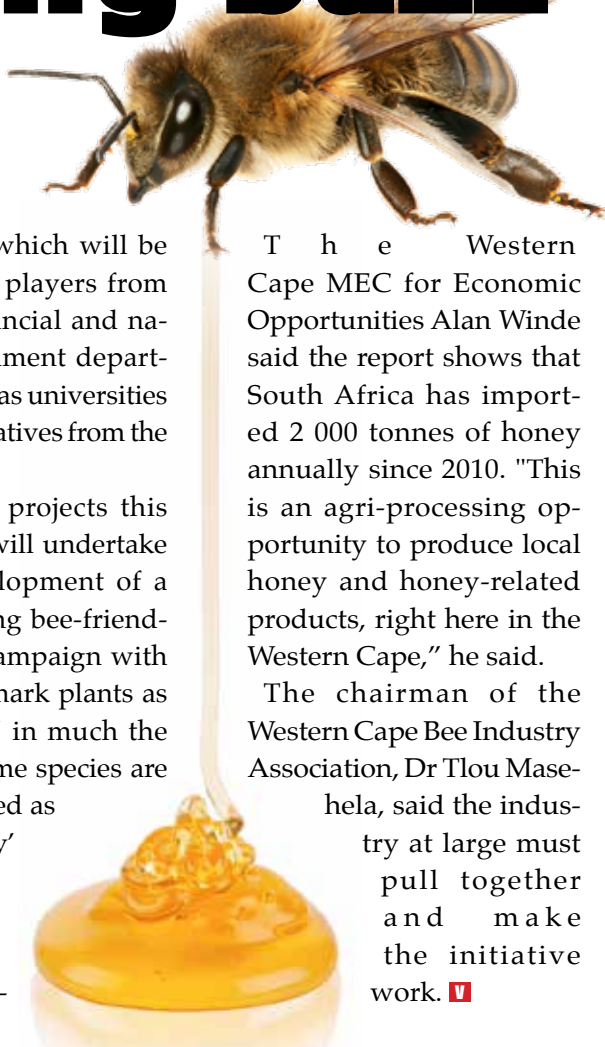 which will be
players from
ncial and na-
ment depart-
as universities
atives from the
projects this
will undertake
lopment of a
ng bee-friend-
ampaign with
mark plants as
’ in much the
me species are
ed as
y’
–
The Western
Cape MEC for Economic
Opportunities Alan Winde
said the report shows that
South Africa has import-
ed 2 000 tonnes of honey
annually since 2010. "This
is an agri-processing op-
portunity to produce local
honey and honey-related
products, right here in the
Western Cape,” he said.
The chairman of the
Western Cape Bee Industry
Association, Dr Tlou Mase-
hela, said the indus-
try at large must
pull together
and make
the initiative
work. V